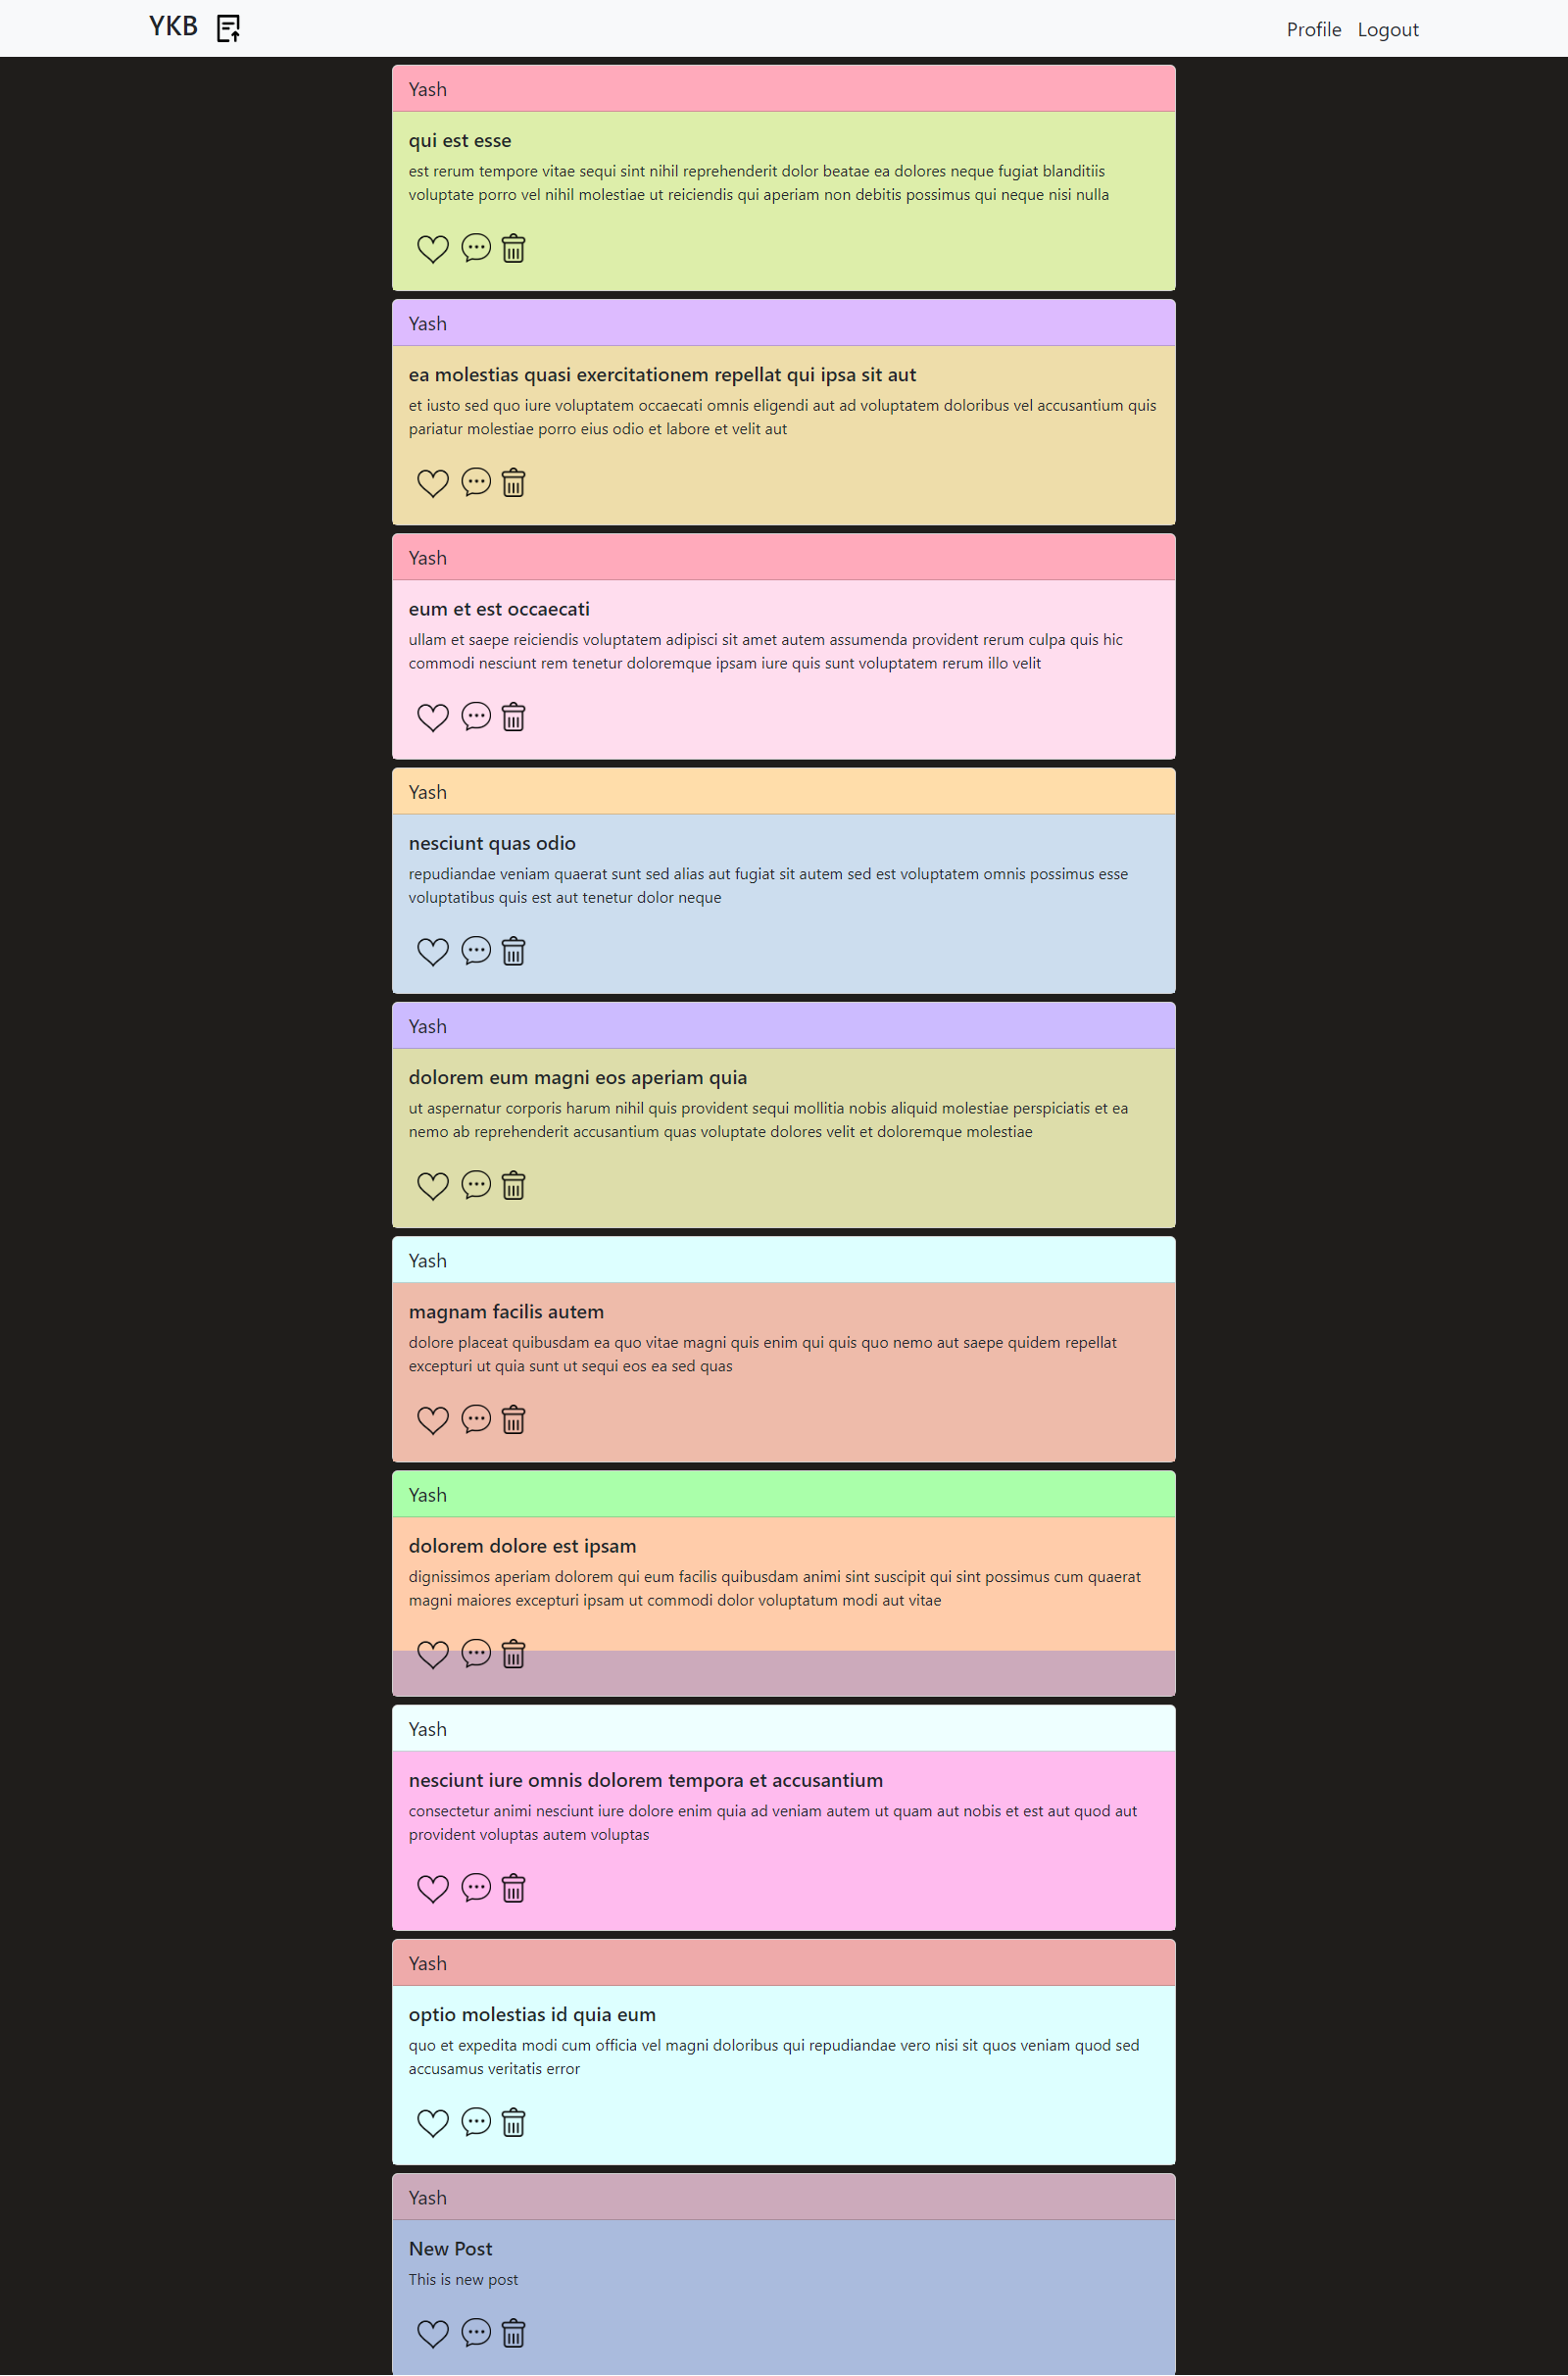 YKB
Profile Logout
Yash
qui est esse
est rerum tempore vitae sequi sint nihil reprehenderit dolor beatae ea dolores neque fugiat blanditiis
voluptate porro vel nihil molestiae ut reiciendis qui aperiam non debitis possimus qui neque nisi nulla
Yash
ea molestias quasi exercitationem repellat qui ipsa sit aut
et iusto sed quo iure voluptatem occaecati omnis eligendi aut ad voluptatem doloribus vel accusantium quis
pariatur molestiae porro eius odio et labore et velit aut
Yash
eum et est occaecati
ullam et saepe reiciendis voluptatem adipisci sit amet autem assumenda provident rerum culpa quis hic
commodi nesciunt rem tenetur doloremque ipsam iure quis sunt voluptatem rerum illo velit
Yash
nesciunt quas odio
repudiandae veniam quaerat sunt sed alias aut fugiat sit autem sed est voluptatem omnis possimus esse
voluptatibus quis est aut tenetur dolor neque
Yash
dolorem eum magni eos aperiam quia
ut aspernatur corporis harum nihil quis provident sequi mollitia nobis aliquid molestiae perspiciatis et ea
nemo ab reprehenderit accusantium quas voluptate dolores velit et doloremque molestiae
Yash
magnam facilis autem
dolore placeat quibusdam ea quo vitae magni quis enim qui quis quo nemo aut saepe quidem repellat
excepturi ut quia sunt ut sequi eos ea sed quas
Yash
dolorem dolore est ipsam
dignissimos aperiam dolorem qui eum facilis quibusdam animi sint suscipit qui sint possimus cum quaerat
magni maiores excepturi ipsam ut commodi dolor voluptatum modi aut vitae
Yash
nesciunt iure omnis dolorem tempora et accusantium
consectetur animi nesciunt iure dolore enim quia ad veniam autem ut quam aut nobis et est aut quod aut
provident voluptas autem voluptas
Yash
optio molestias id quia eum
quo et expedita modi cum officia vel magni doloribus qui repudiandae vero nisi sit quos veniam quod sed
accusamus veritatis error
Yash
New Post
This is new post